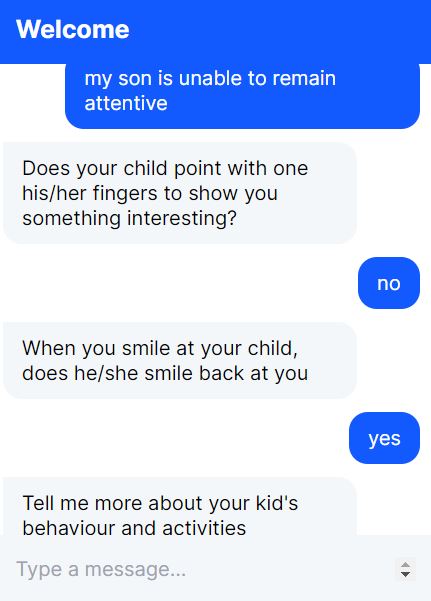 Welcome
my son is unable to remain
attentive
Does your child point with one
his/her fingers to show you
something interesting?
no
When you smile at your child,
does he/she smile back at you
yes
Tell me more about your kid's
behaviour and activities
Type a message...